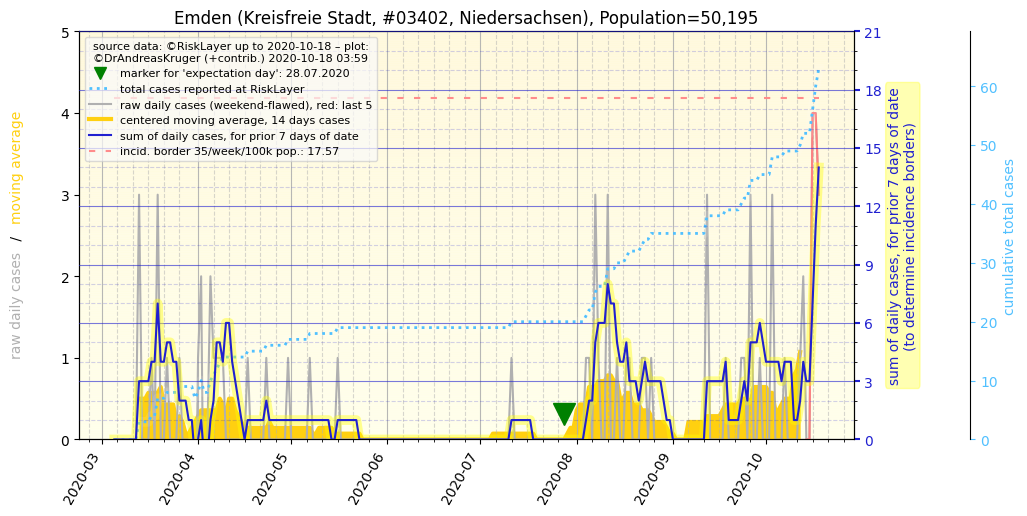 Emden (Kreisfreie Stadt, #03402, Niedersachsen), Population=50,195
source data: ©RiskLayer up to 2020-10-18 – plot:
©DrAndreasKruger (+contrib.) 2020-10-18 03:59
marker for 'expectation day': 28.07.2020
total cases reported at RiskLayer
raw daily cases (weekend-flawed), red: last 5
centered moving average, 14 days cases
sum of daily cases, for prior 7 days of date
incid. border 35/week/100k pop.: 17.57
raw daily cases / moving average
5
4
3
2
1
0
21
18
15
12
9
6
3
0
sum of daily cases, for prior 7 days of date
(to determine incidence borders)
60
50
40
30
20
10
0
cumulative total cases
2020-03
2020-04
2020-05
2020-06
2020-07
2020-08
2020-09
2020-10